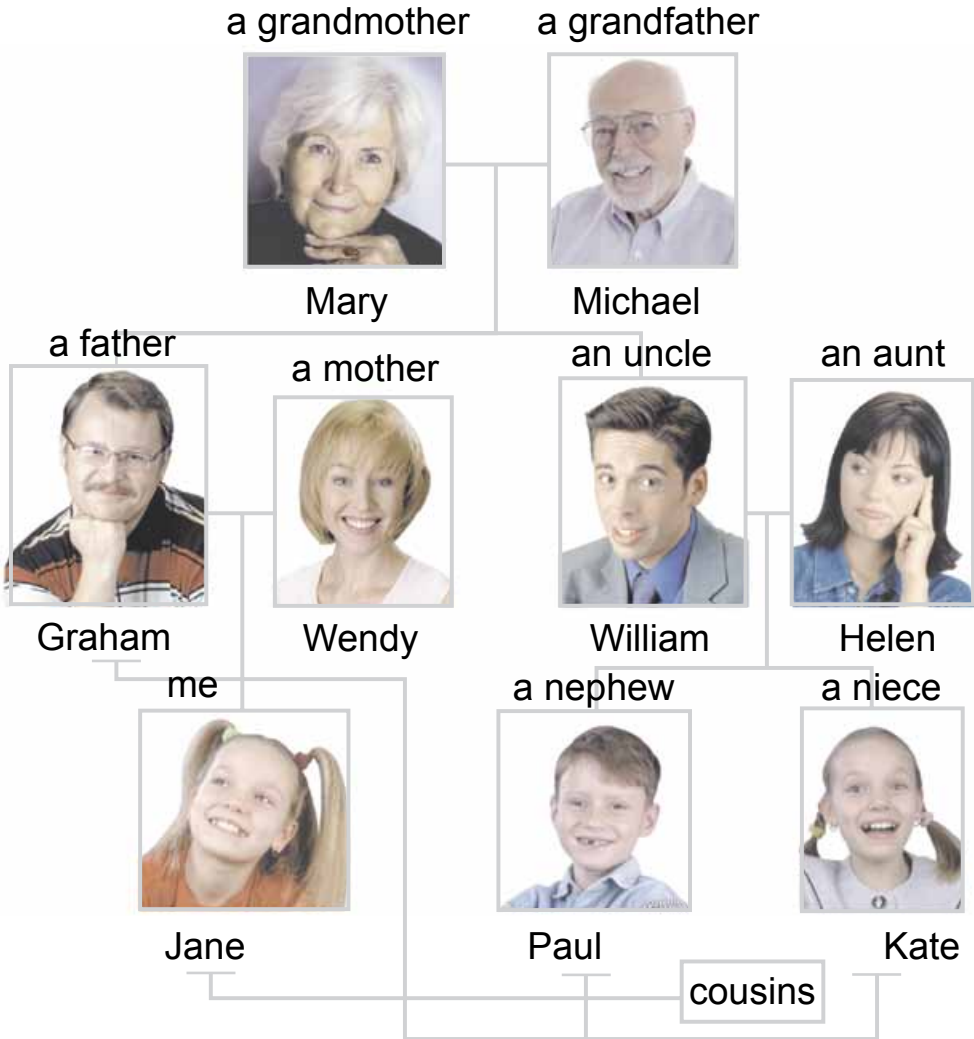 a grandmother a grandfather
Mary Michael
a father a mother an uncle an aunt
Graham Wendy William Helen
me a nephew a niece
Jane Paul Kate
cousins